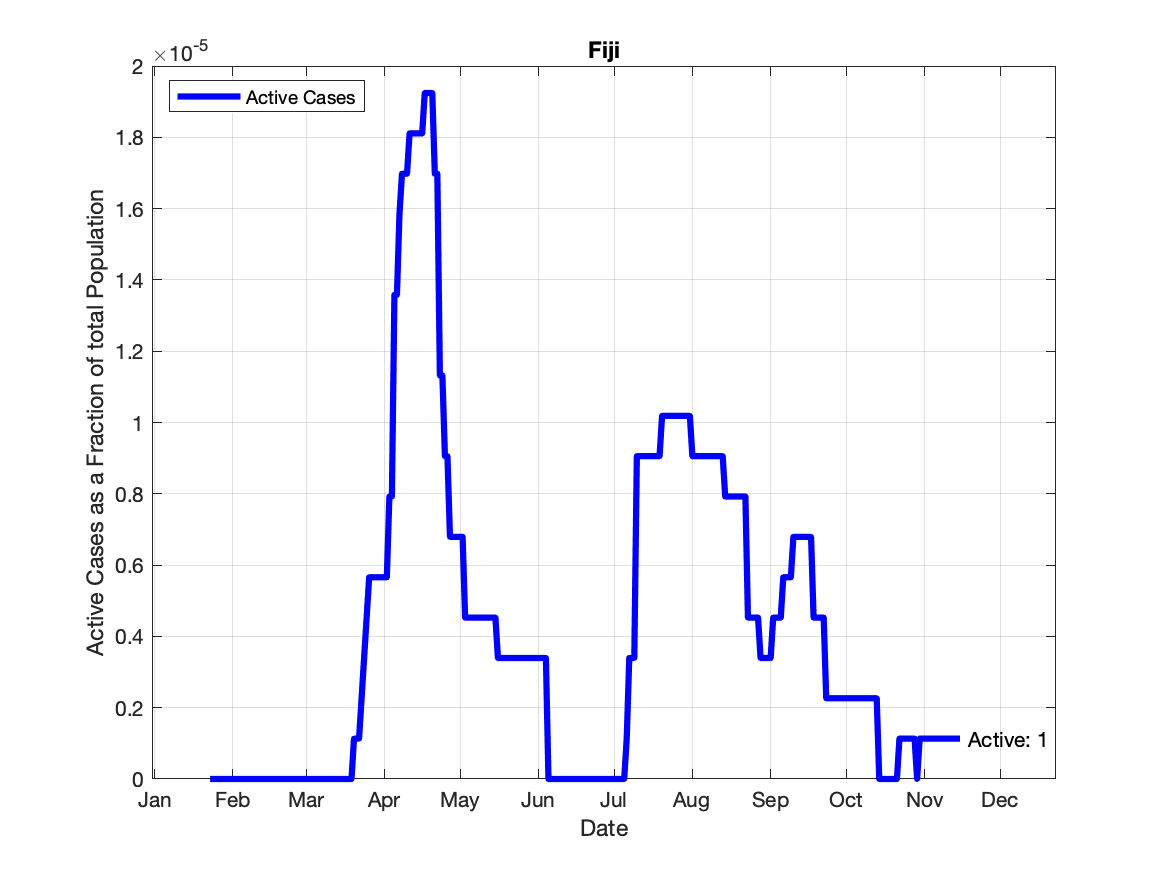 Fiji
×10-5
Active Cases
2
1.8
1.6
1.4
1.2
1
0.8
0.6
0.4
0.2
0
Active Cases as a Fraction of total Population
Active: 1
Jan Feb Mar Apr May Jun Jul Aug Sep Oct Nov Dec
Date